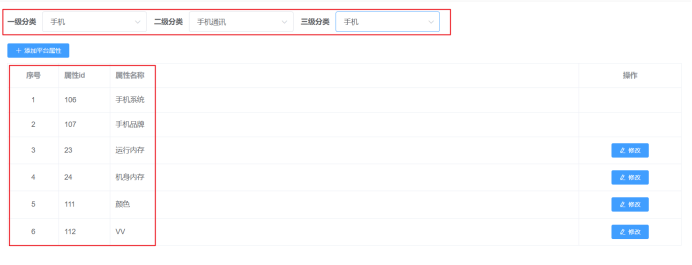 一级分类 手机 二级分类 手机通讯 三级分类 手机
+ 添加平台属性
序号 属性id 属性名称 操作
1 106 手机系统
2 107 手机品牌
3 23 运行内存 修改
4 24 机身内存 修改
5 111 颜色 修改
6 112 VV 修改